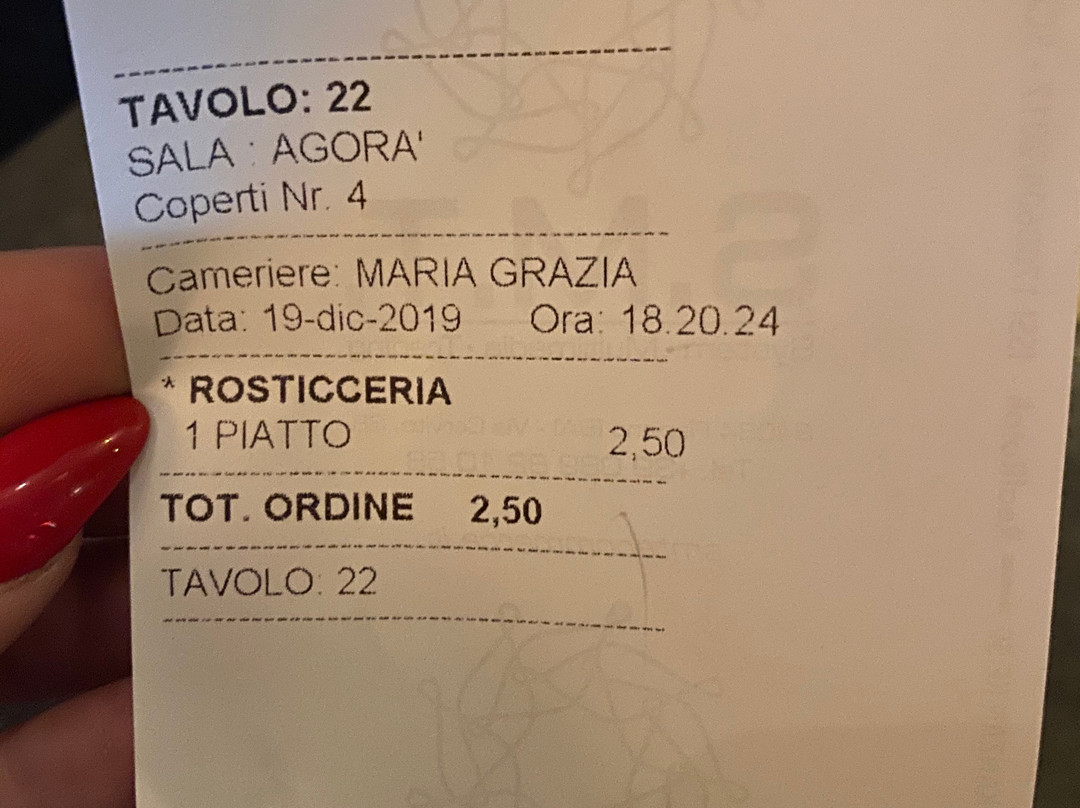 TAVOLO: 22
SALA : AGORA'
Coperti Nr. 4
Cameriere: MARIA GRAZIA
Data: 19-dic-2019 Ora: 18.20.24
* ROSTICCERIA
1 PIATTO 2,50
TOT. ORDINE 2,50
TAVOLO: 22